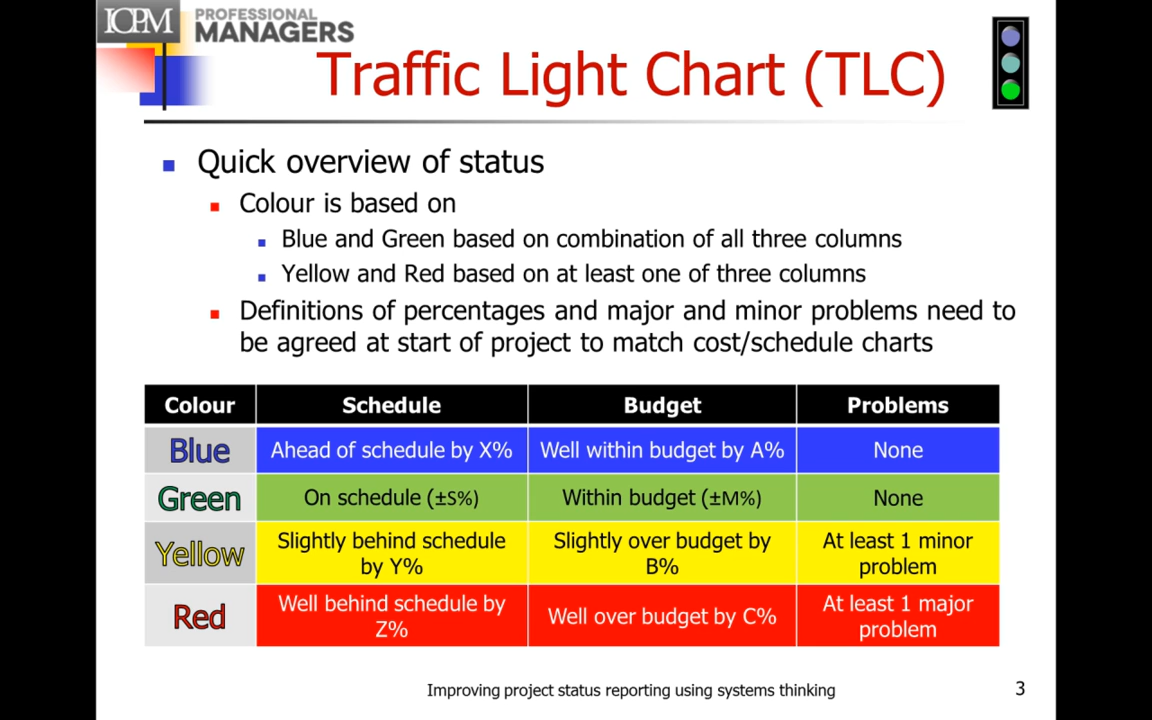 ICPM PROFESSIONAL
MANAGERS
Traffic Light Chart (TLC)
Quick overview of status
Colour is based on
Blue and Green based on combination of all three columns
Yellow and Red based on at least one of three columns
Definitions of percentages and major and minor problems need to
be agreed at start of project to match cost/schedule charts
Colour Schedule Budget Problems
Blue Ahead of schedule by X% Well within budget by A% None
Green On schedule (±S%) Within budget (±M%) None
Yellow Slightly behind schedule Slightly over budget by At least 1 minor
by Y% B% problem
Red Well behind schedule by Well over budget by C% At least 1 major
Z% problem
Improving project status reporting using systems thinking 3